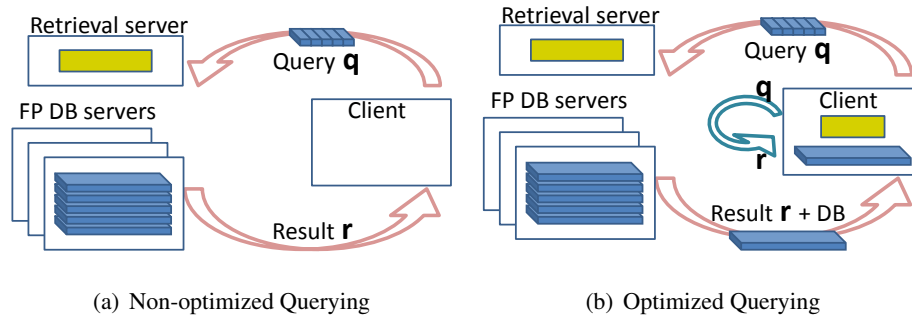 Retrieval server
Query q
FP DB servers
Client
Result r
(a) Non-optimized Querying
Retrieval server
Query q
FP DB servers
q
Client
r
Result r + DB
(b) Optimized Querying